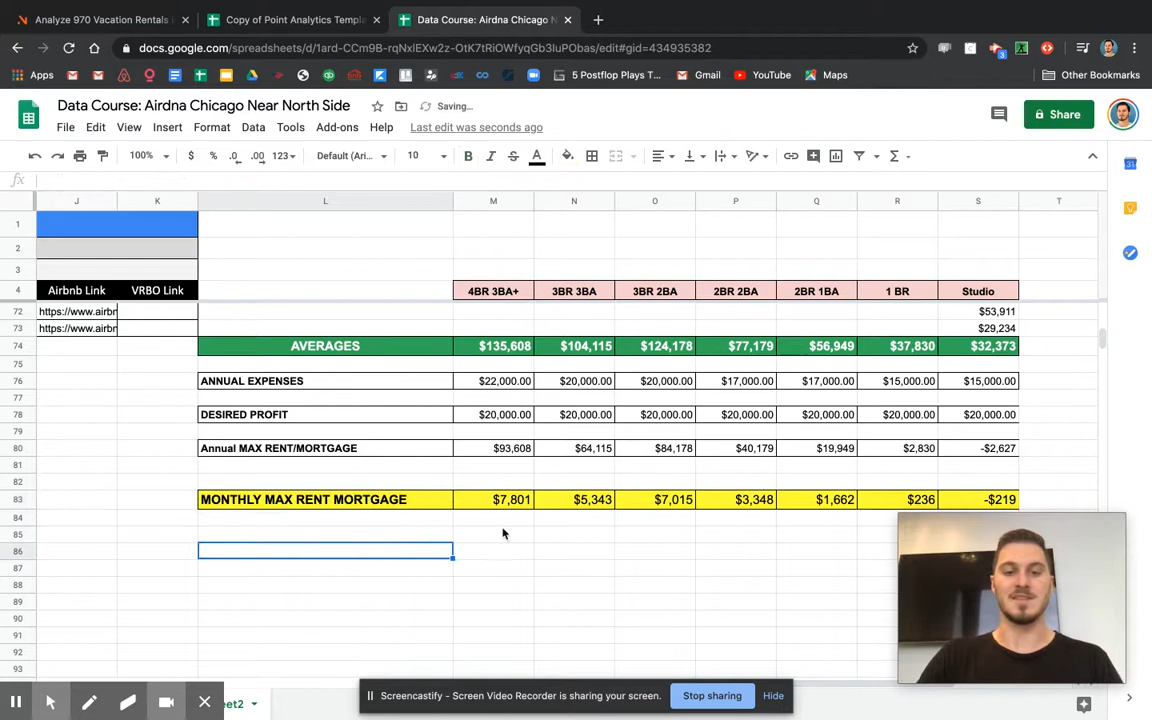 Analyze 970 Vacation Rentals
Copy of Point Analytics Templa
Data Course: Airdna Chicago N
docs.google.com/spreadsheets/d/1ard-CCm9B-rqNxlEXw2z-OtK7tRiOWfyqGb3IuPObas/edit#gid=434935382
Apps
5 Postflop Plays T...
Gmail
YouTube
Maps
Other Bookmarks
Data Course: Airdna Chicago Near North Side
Saving...
File Edit View Insert Format Data Tools Add-ons Help Last edit was seconds ago
Share
100% $ % .0 .00 123 Default (Ari... 10 B I S A
fx
J K L M N O P Q R S T
1
2
3
4 Airbnb Link VRBO Link 4BR 3BA+ 3BR 3BA 3BR 2BA 2BR 2BA 2BR 1BA 1 BR Studio
72 https://www.airbr $53,911
73 https://www.airbr $29,234
74 AVERAGES $135,608 $104,115 $124,178 $77,179 $56,949 $37,830 $32,373
75
76 ANNUAL EXPENSES $22,000.00 $20,000.00 $20,000.00 $17,000.00 $17,000.00 $15,000.00 $15,000.00
77
78 DESIRED PROFIT $20,000.00 $20,000.00 $20,000.00 $20,000.00 $20,000.00 $20,000.00 $20,000.00
79
80 Annual MAX RENT/MORTGAGE $93,608 $64,115 $84,178 $40,179 $19,949 $2,830 -$2,627
81
82
83 MONTHLY MAX RENT MORTGAGE $7,801 $5,343 $7,015 $3,348 $1,662 $236 -$219
84
85
86
87
88
89
90
91
92
93
eet2
Screencastify - Screen Video Recorder is sharing your screen.
Stop sharing
Hide